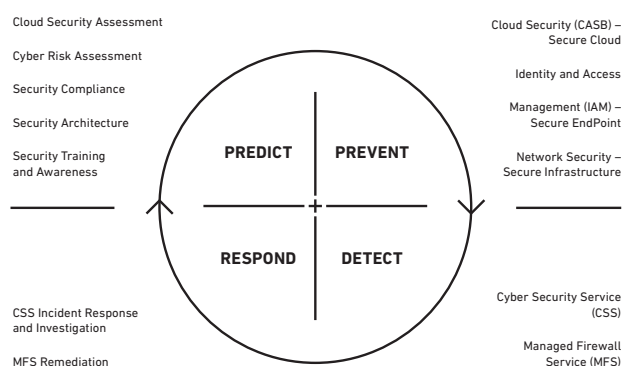 Cloud Security Assessment
Cyber Risk Assessment
Security Compliance
Security Architecture
Security Training
and Awareness
Cloud Security (CASB) –
Secure Cloud
Identity and Access
Management (IAM) –
Secure EndPoint
Network Security –
Secure Infrastructure
PREDICT
PREVENT
RESPOND
DETECT
CSS Incident Response
and Investigation
MFS Remediation
Cyber Security Service
(CSS)
Managed Firewall
Service (MFS)